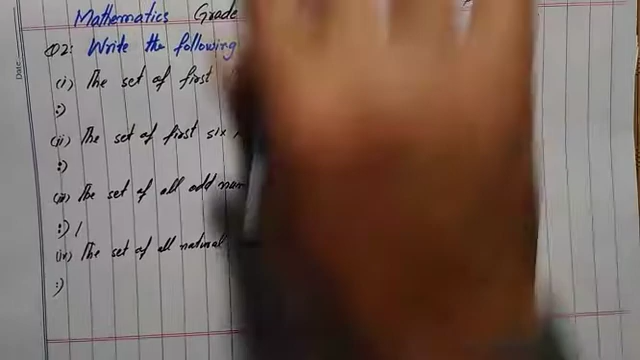 Mathematics Grade
Q2: Write the following
(i) The set of first
:)
(ii) The set of first six
:)
(iii) The set of all odd num
:) /
(iv) The set of all natural
:)
Date